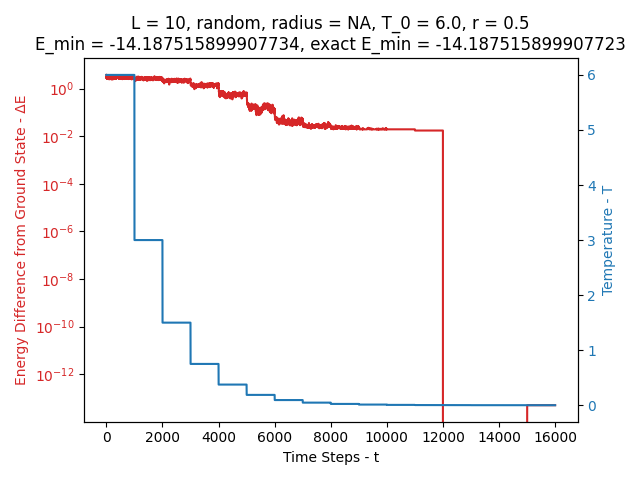 L = 10, random, radius = NA, T_0 = 6.0, r = 0.5
E_min = -14.187515899907734, exact E_min = -14.187515899907723
10^0
10^{-2}
10^{-4}
10^{-6}
10^{-8}
10^{-10}
10^{-12}
Energy Difference from Ground State - ΔE
6
5
4
3
2
1
0
Temperature - T
0 2000 4000 6000 8000 10000 12000 14000 16000
Time Steps - t